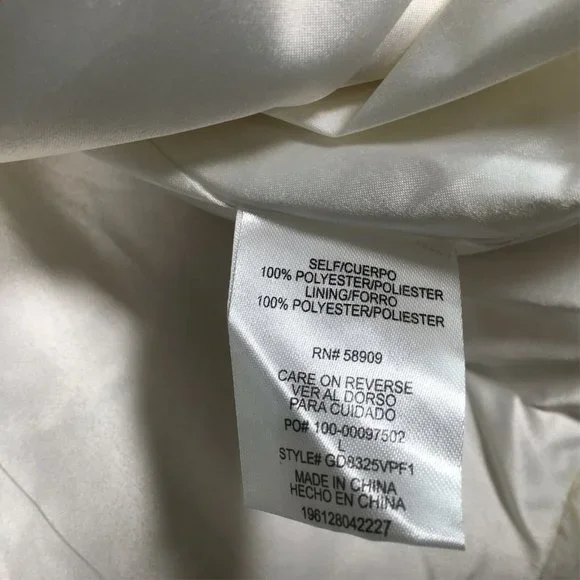 SELF/CUERPO
100% POLYESTER/POLIESTER
LINING/FORRO
100% POLYESTER/POLIESTER
RN# 58909
CARE ON REVERSE
VER AL DORSO
PARA CUIDADO
PO# 100-00097502
L
STYLE# GD8325VPF1
MADE IN CHINA
HECHO EN CHINA
196128042227